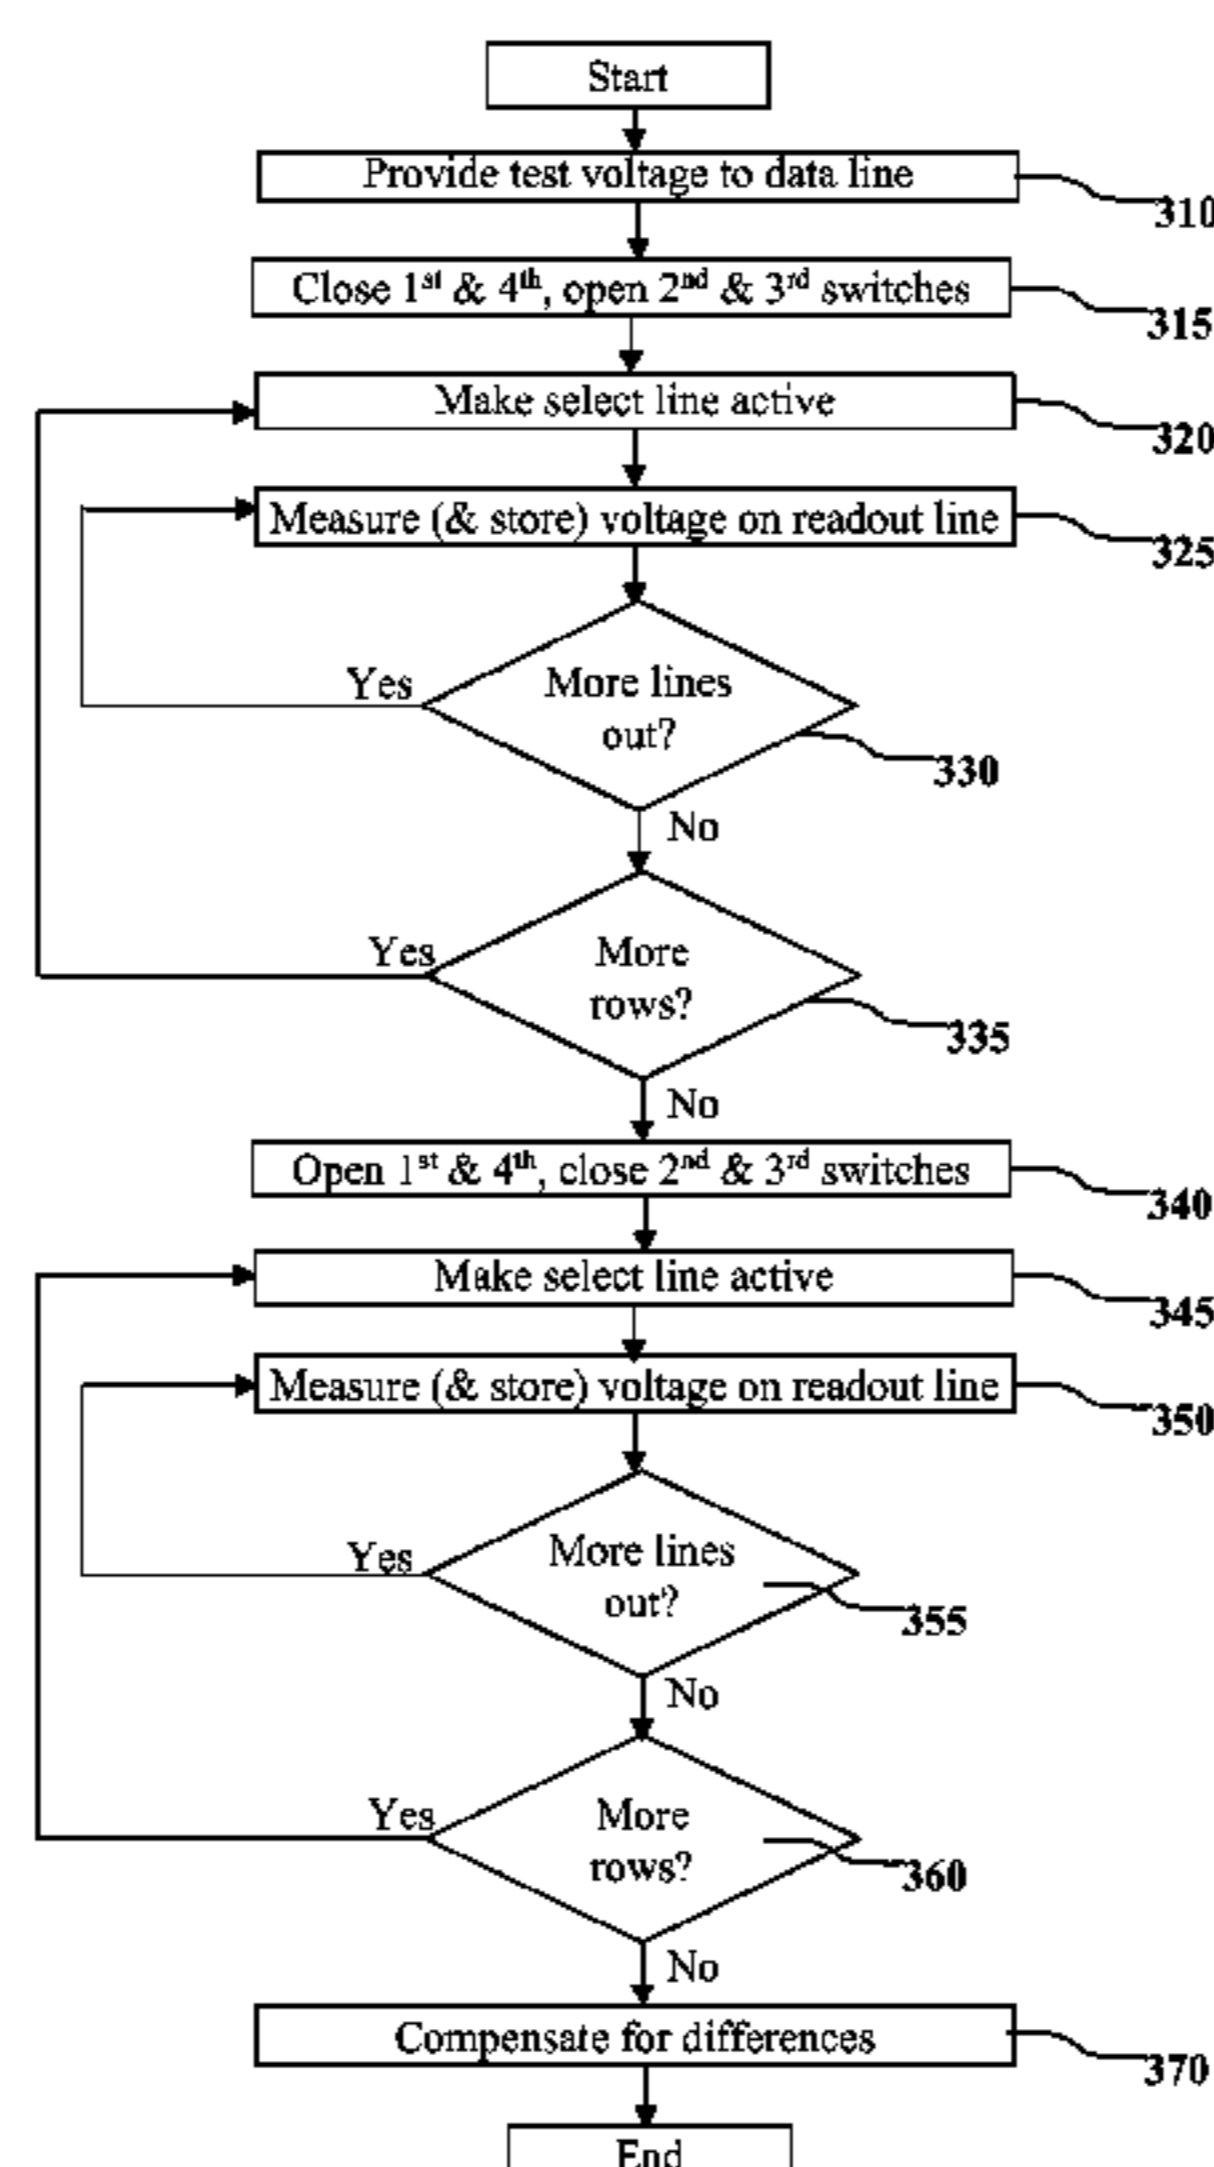 Start
Provide test voltage to data line
310
Close 1st & 4th, open 2nd & 3rd switches
315
Make select line active
320
Measure (& store) voltage on readout line
325
More lines
out?
Yes
330
No
More
rows?
Yes
335
No
Open 1st & 4th, close 2nd & 3rd switches
340
Make select line active
345
Measure (& store) voltage on readout line
350
More lines
out?
Yes
355
No
More
rows?
Yes
360
No
Compensate for differences
370
End